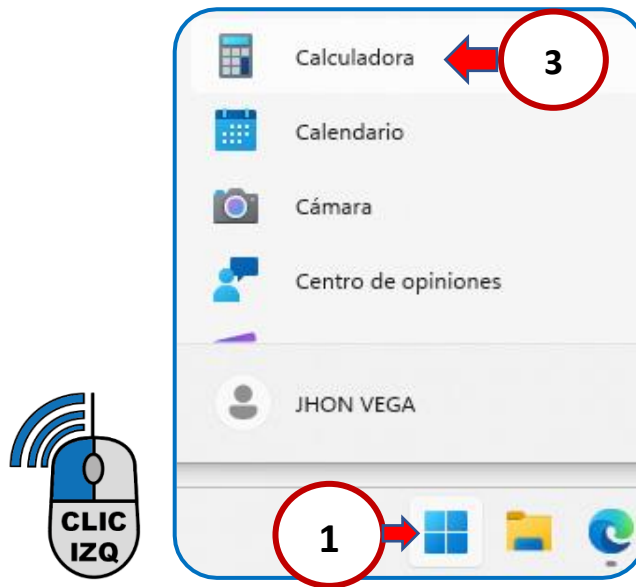 Calculadora
3
Calendario
Cámara
Centro de opiniones
JHON VEGA
CLIC
IZQ
1